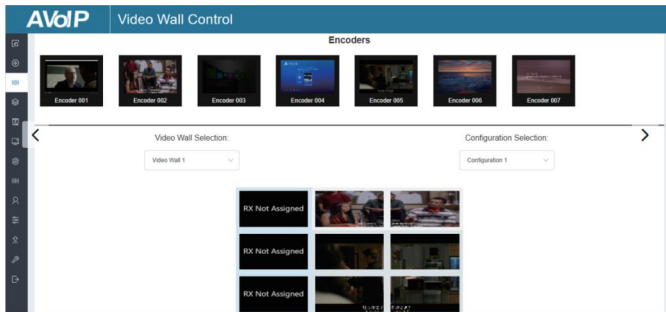 AVoIP
Video Wall Control
Encoders
Encoder 001
Encoder 002
Encoder 003
Encoder 004
Encoder 005
Encoder 006
Encoder 007
Video Wall Selection:
Configuration Selection:
Video Wall 1
Configuration 1
RX Not Assigned
RX Not Assigned
RX Not Assigned